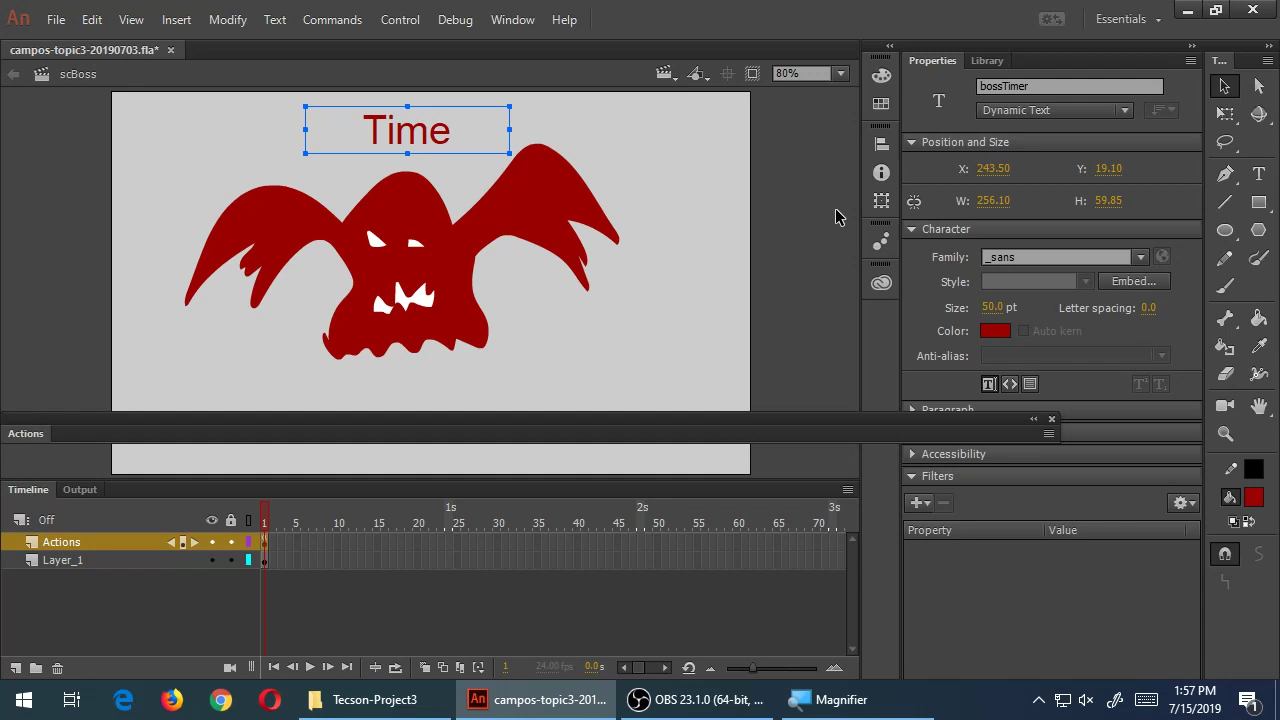 An File Edit View Insert Modify Text Commands Control Debug Window Help Essentials
campos-topic3-20190703.fla* ×
scBoss 80%
Time
Properties Library T...
T bossTimer
Dynamic Text
Position and Size
X: 243.50 Y: 19.10
W: 256.10 H: 59.85
Character
Family: _sans
Style: Embed...
Size: 50.0 pt Letter spacing: 0.0
Color: Auto kern
Anti-alias:
Paragraph
Accessibility
Filters
Property Value
Actions
Timeline Output
1s 2s 3s
Off 1 5 10 15 20 25 30 35 40 45 50 55 60 65 70
Actions
Layer_1
1 24.00 fps 0.0 s
Tecson-Project3 An campos-topic3-201... OBS 23.1.0 (64-bit, ... Magnifier
1:57 PM
7/15/2019
1